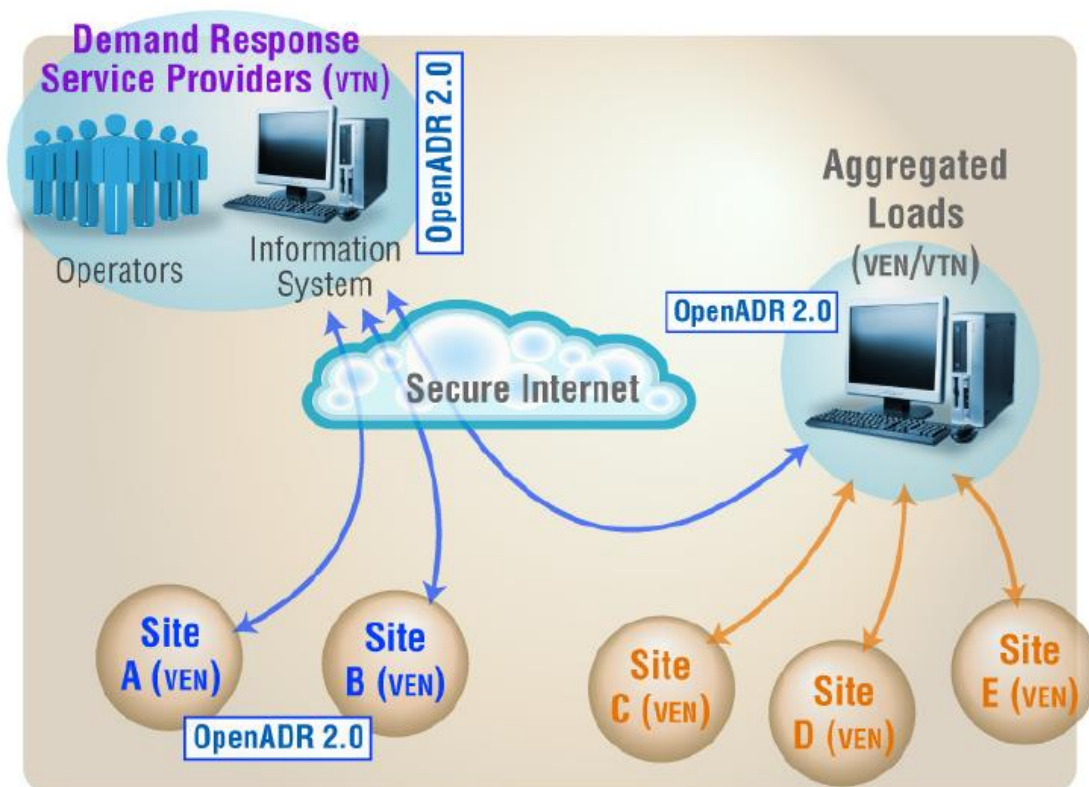 Demand Response
Service Providers (VTN)
OpenADR 2.0
Operators
Information
System
Aggregated
Loads
(VEN/VTN)
OpenADR 2.0
Secure Internet
Site
A (VEN)
Site
B (VEN)
OpenADR 2.0
Site
C (VEN)
Site
D (VEN)
Site
E (VEN)